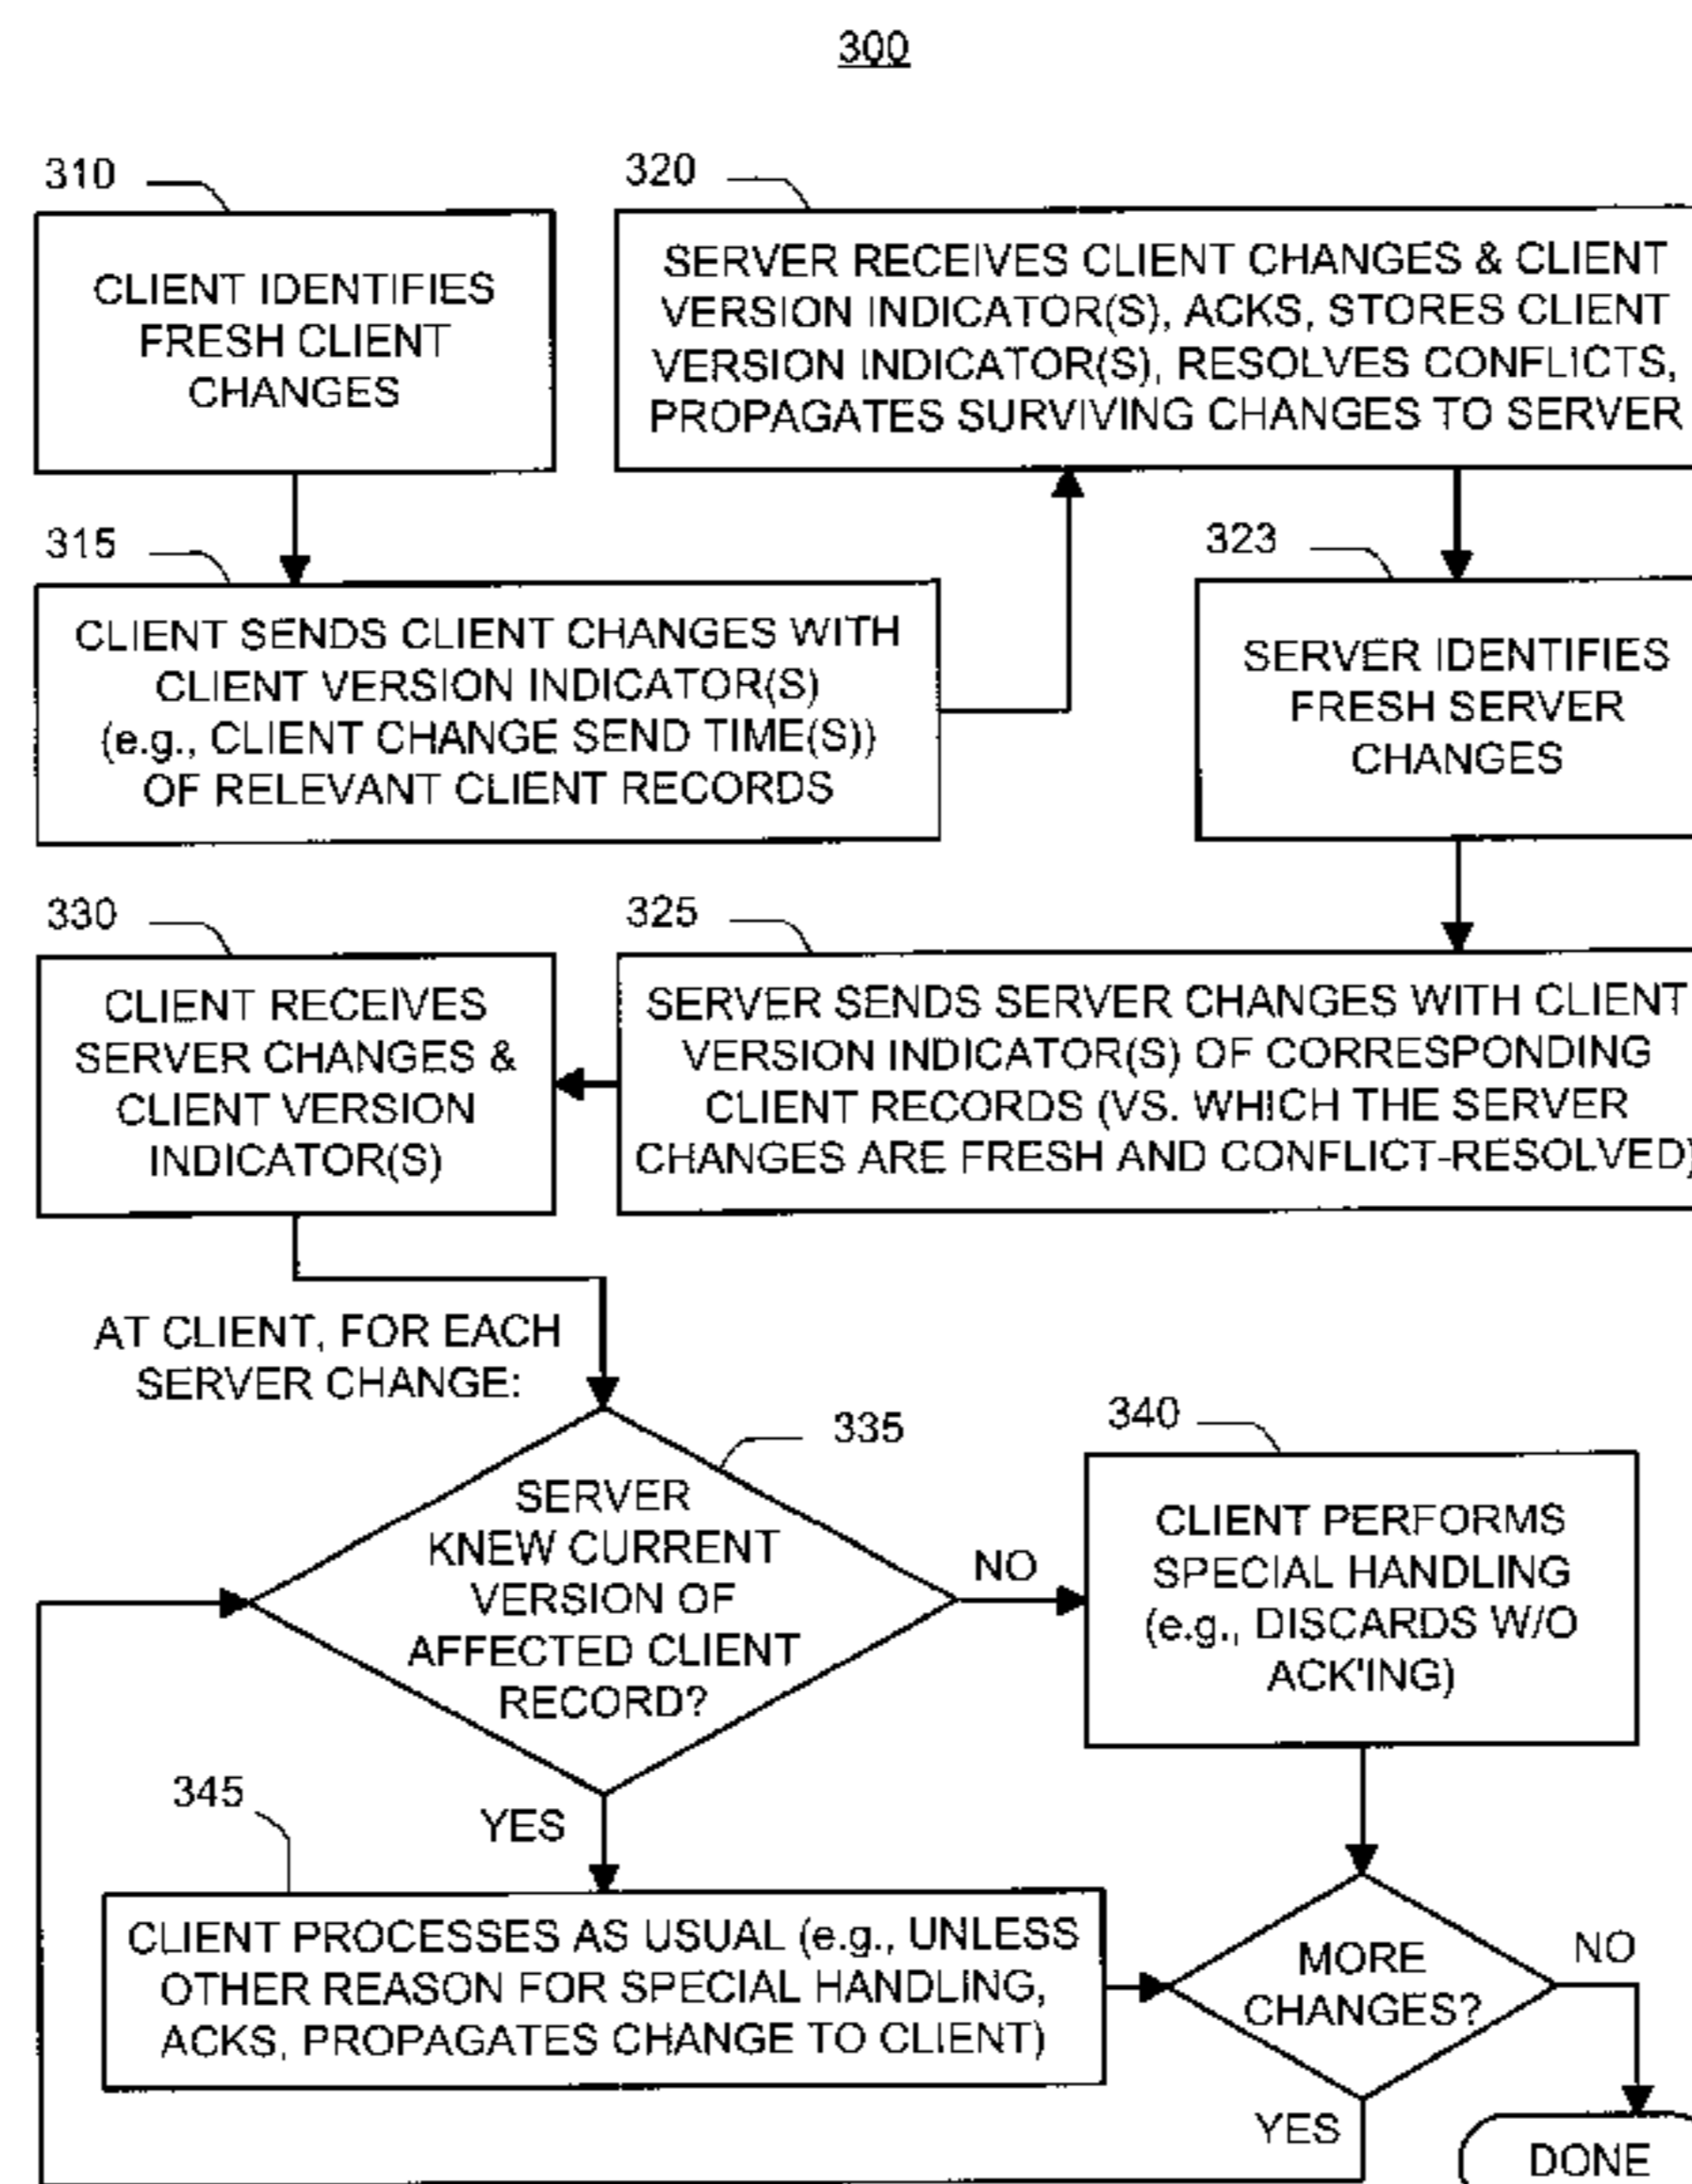 300
310
CLIENT IDENTIFIES
FRESH CLIENT
CHANGES
320
SERVER RECEIVES CLIENT CHANGES & CLIENT
VERSION INDICATOR(S), ACKS, STORES CLIENT
VERSION INDICATOR(S), RESOLVES CONFLICTS,
PROPAGATES SURVIVING CHANGES TO SERVER
315
CLIENT SENDS CLIENT CHANGES WITH
CLIENT VERSION INDICATOR(S)
(e.g., CLIENT CHANGE SEND TIME(S))
OF RELEVANT CLIENT RECORDS
323
SERVER IDENTIFIES
FRESH SERVER
CHANGES
330
CLIENT RECEIVES
SERVER CHANGES &
CLIENT VERSION
INDICATOR(S)
325
SERVER SENDS SERVER CHANGES WITH CLIENT
VERSION INDICATOR(S) OF CORRESPONDING
CLIENT RECORDS (VS. WHICH THE SERVER
CHANGES ARE FRESH AND CONFLICT-RESOLVED)
AT CLIENT, FOR EACH
SERVER CHANGE:
335
SERVER
KNEW CURRENT
VERSION OF
AFFECTED CLIENT
RECORD?
NO
340
CLIENT PERFORMS
SPECIAL HANDLING
(e.g., DISCARDS W/O
ACK'ING)
YES
345
CLIENT PROCESSES AS USUAL (e.g., UNLESS
OTHER REASON FOR SPECIAL HANDLING,
ACKS, PROPAGATES CHANGE TO CLIENT)
MORE
CHANGES?
NO
YES
DONE